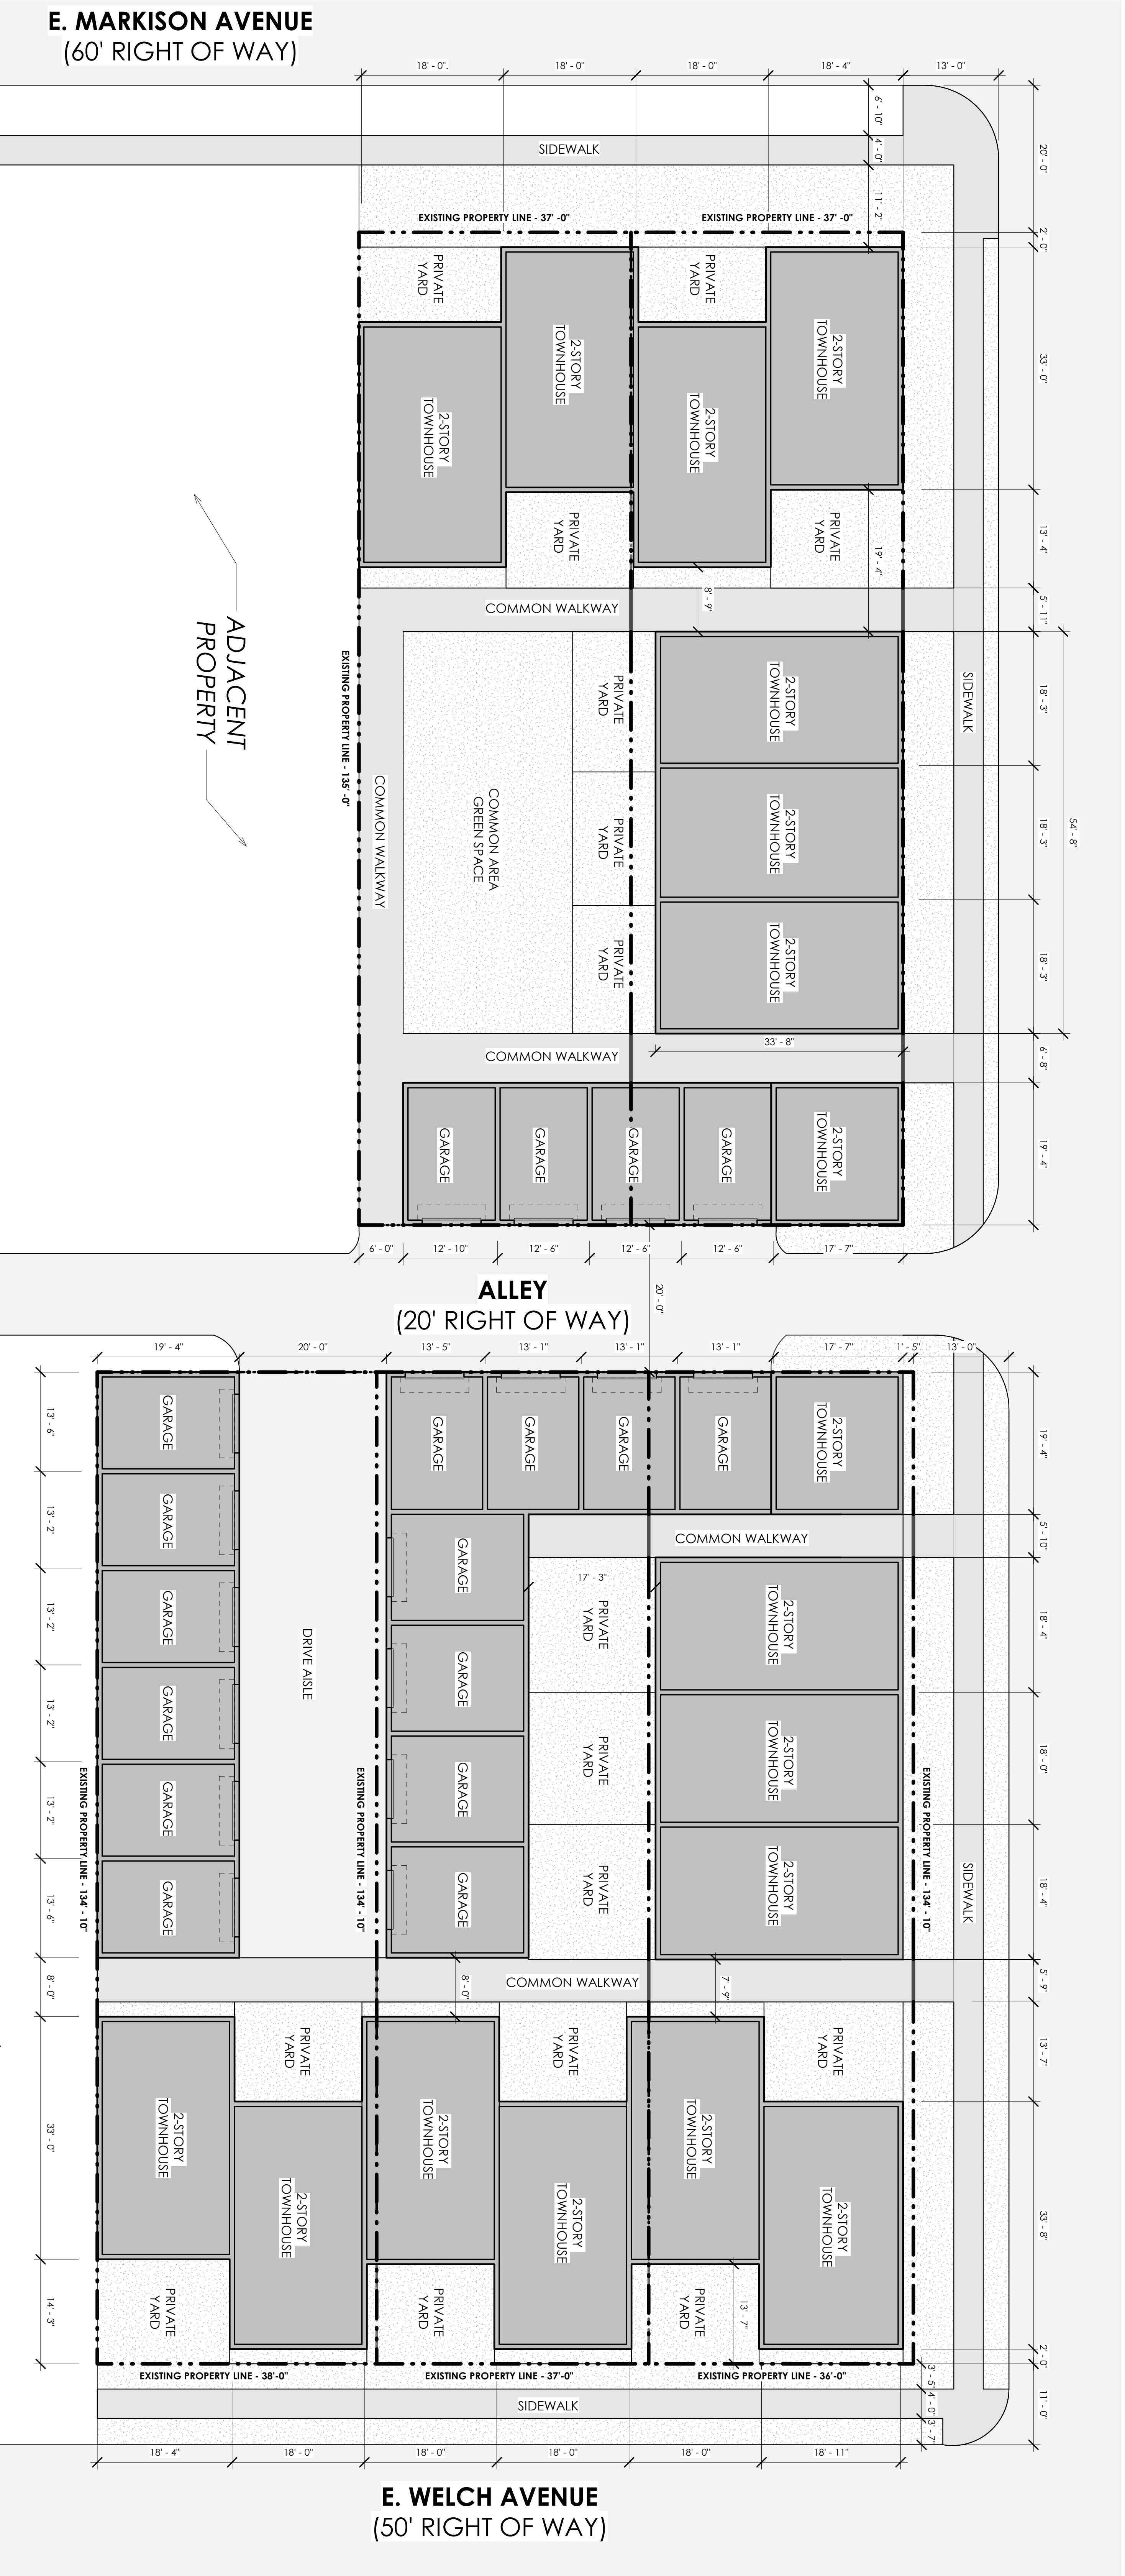 E. MARKISON AVENUE
(60' RIGHT OF WAY)
18' - 0".
18' - 0"
18' - 0"
18' - 4"
13' - 0"
6' - 10"
4' - 0"
11' - 2"
20' - 0"
SIDEWALK
EXISTING PROPERTY LINE - 37' -0"
EXISTING PROPERTY LINE - 37' -0"
2' - 0"
PRIVATE
YARD
PRIVATE
YARD
2-STORY
TOWNHOUSE
2-STORY
TOWNHOUSE
2-STORY
TOWNHOUSE
2-STORY
TOWNHOUSE
33' - 0"
PRIVATE
YARD
PRIVATE
YARD
13' - 4"
19' - 4"
8' - 9"
5' - 11"
COMMON WALKWAY
ADJACENT
PROPERTY
EXISTING PROPERTY LINE - 135' -0"
COMMON WALKWAY
COMMON AREA
GREEN SPACE
PRIVATE
YARD
PRIVATE
YARD
PRIVATE
YARD
2-STORY
TOWNHOUSE
2-STORY
TOWNHOUSE
2-STORY
TOWNHOUSE
SIDEWALK
18' - 3"
18' - 3"
18' - 3"
54' - 8"
33' - 8"
COMMON WALKWAY
6' - 8"
GARAGE
GARAGE
GARAGE
GARAGE
2-STORY
TOWNHOUSE
19' - 4"
6' - 0"
12' - 10"
12' - 6"
12' - 6"
12' - 6"
17' - 7"
ALLEY
(20' RIGHT OF WAY)
20' - 0"
19' - 4"
20' - 0"
13' - 5"
13' - 1"
13' - 1"
13' - 1"
17' - 7"
1' - 5"
13' - 0"
13' - 6"
13' - 2"
13' - 2"
13' - 2"
13' - 2"
13' - 6"
GARAGE
GARAGE
GARAGE
GARAGE
GARAGE
GARAGE
DRIVE AISLE
GARAGE
GARAGE
GARAGE
GARAGE
2-STORY
TOWNHOUSE
19' - 4"
COMMON WALKWAY
5' - 10"
GARAGE
GARAGE
GARAGE
GARAGE
17' - 3"
PRIVATE
YARD
PRIVATE
YARD
PRIVATE
YARD
2-STORY
TOWNHOUSE
2-STORY
TOWNHOUSE
2-STORY
TOWNHOUSE
18' - 4"
18' - 0"
18' - 4"
EXISTING PROPERTY LINE - 134' - 10"
EXISTING PROPERTY LINE - 134' - 10"
EXISTING PROPERTY LINE - 134' - 10"
SIDEWALK
8' - 0"
8' - 0"
COMMON WALKWAY
7' - 9"
5' - 9"
PRIVATE
YARD
PRIVATE
YARD
PRIVATE
YARD
13' - 7"
2-STORY
TOWNHOUSE
2-STORY
TOWNHOUSE
2-STORY
TOWNHOUSE
2-STORY
TOWNHOUSE
2-STORY
TOWNHOUSE
2-STORY
TOWNHOUSE
33' - 0"
33' - 8"
PRIVATE
YARD
PRIVATE
YARD
PRIVATE
YARD
14' - 3"
13' - 7"
2' - 0"
EXISTING PROPERTY LINE - 38'-0"
EXISTING PROPERTY LINE - 37'-0"
EXISTING PROPERTY LINE - 36'-0"
3' - 5"
4' - 0"
3' - 7"
11' - 0"
SIDEWALK
18' - 4"
18' - 0"
18' - 0"
18' - 0"
18' - 0"
18' - 11"
E. WELCH AVENUE
(50' RIGHT OF WAY)